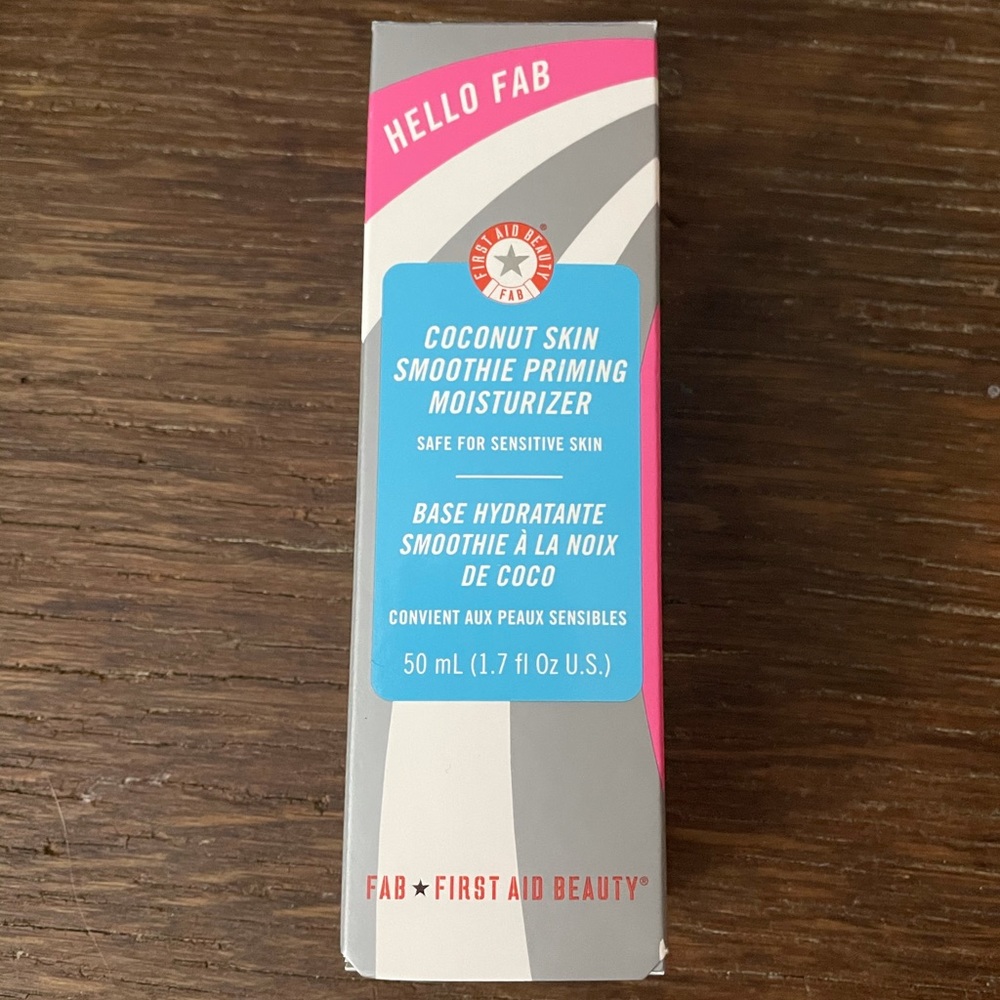 HELLO FAB
FIRST AID BEAUTY®
FAB
COCONUT SKIN
SMOOTHIE PRIMING
MOISTURIZER
SAFE FOR SENSITIVE SKIN
BASE HYDRATANTE
SMOOTHIE À LA NOIX
DE COCO
CONVIENT AUX PEAUX SENSIBLES
50 mL (1.7 fl Oz U.S.)
FAB★FIRST AID BEAUTY®